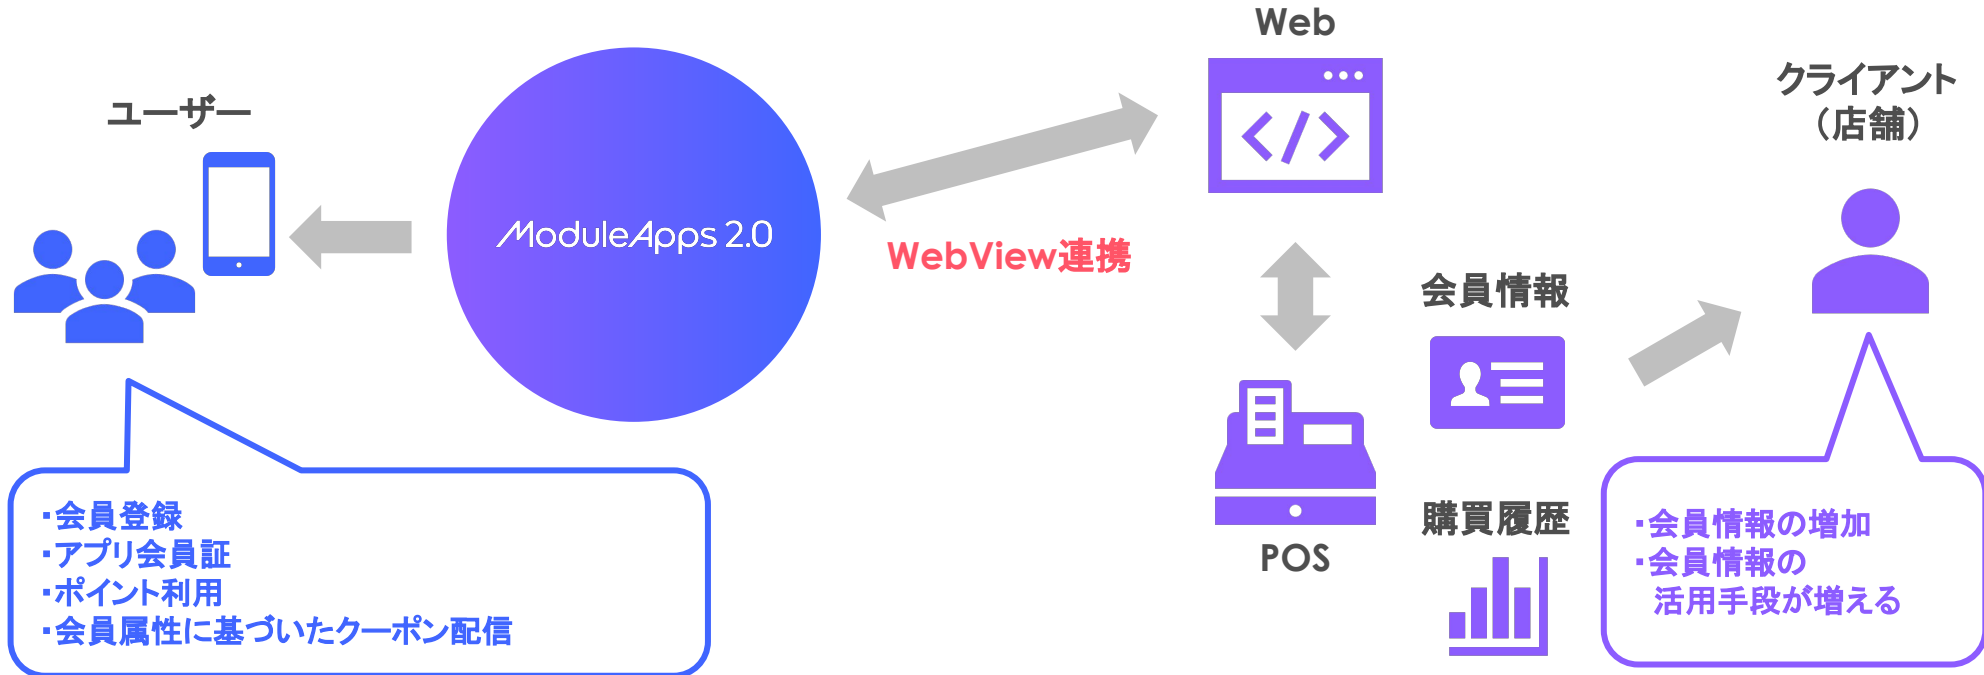 Web
クライアント
（店舗）
ユーザー
ModuleApps 2.0
WebView連携
会員情報
購買履歴
POS
・会員登録
・アプリ会員証
・ポイント利用
・会員属性に基づいたクーポン配信
・会員情報の増加
・会員情報の
活用手段が増える